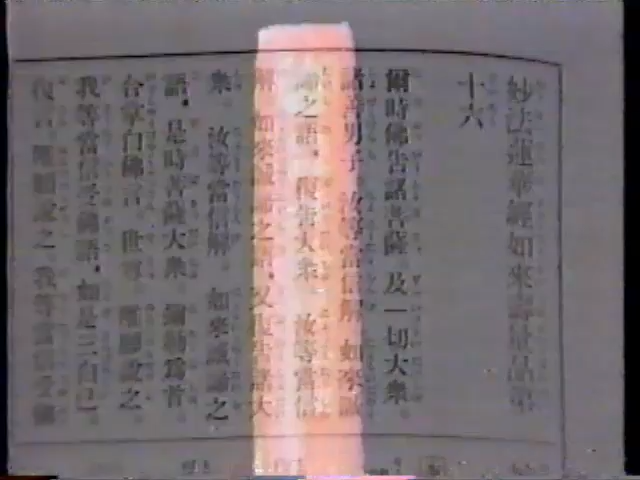 妙法蓮華經如來壽量品第
十六
爾時佛告諸菩薩、及一切大衆。
諸善男子、汝等當信解、如來誠
諦之語。復告大衆、汝等當信
解、如來誠諦之語。又復告諸大
衆、汝等當信解、如來誠諦之
語。是時菩薩大衆、彌勒爲首、
合掌白佛言、世尊、唯願說之。
我等當信受佛語。如是三白已、
復言、唯願說之。我等當信受佛